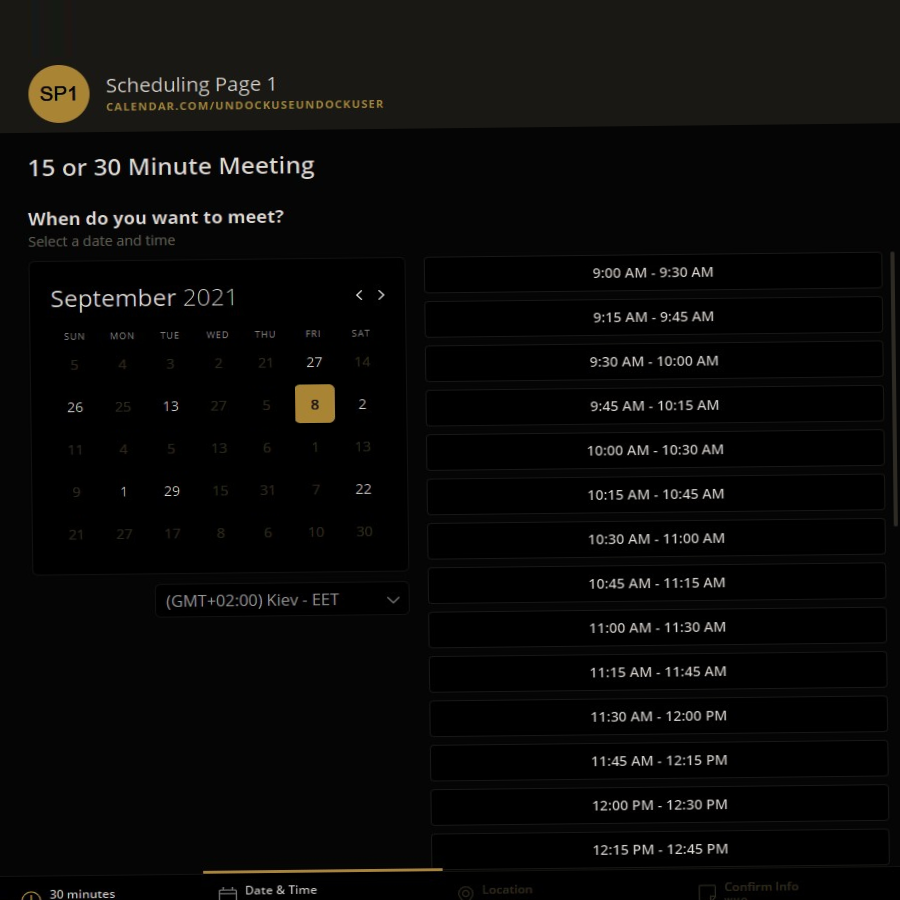 SP1
Scheduling Page 1
CALENDAR.COM/UNDOCKUSEUNDOCKUSER
15 or 30 Minute Meeting
When do you want to meet?
Select a date and time
September 2021
SUN MON TUE WED THU FRI SAT
5 4 3 2 21 27 14
26 25 13 27 5 8 2
11 4 5 13 6 1 13
9 1 29 15 31 7 22
21 27 17 8 6 10 30
(GMT+02:00) Kiev - EET
9:00 AM - 9:30 AM
9:15 AM - 9:45 AM
9:30 AM - 10:00 AM
9:45 AM - 10:15 AM
10:00 AM - 10:30 AM
10:15 AM - 10:45 AM
10:30 AM - 11:00 AM
10:45 AM - 11:15 AM
11:00 AM - 11:30 AM
11:15 AM - 11:45 AM
11:30 AM - 12:00 PM
11:45 AM - 12:15 PM
12:00 PM - 12:30 PM
12:15 PM - 12:45 PM
30 minutes
Date & Time
Location
Confirm Info